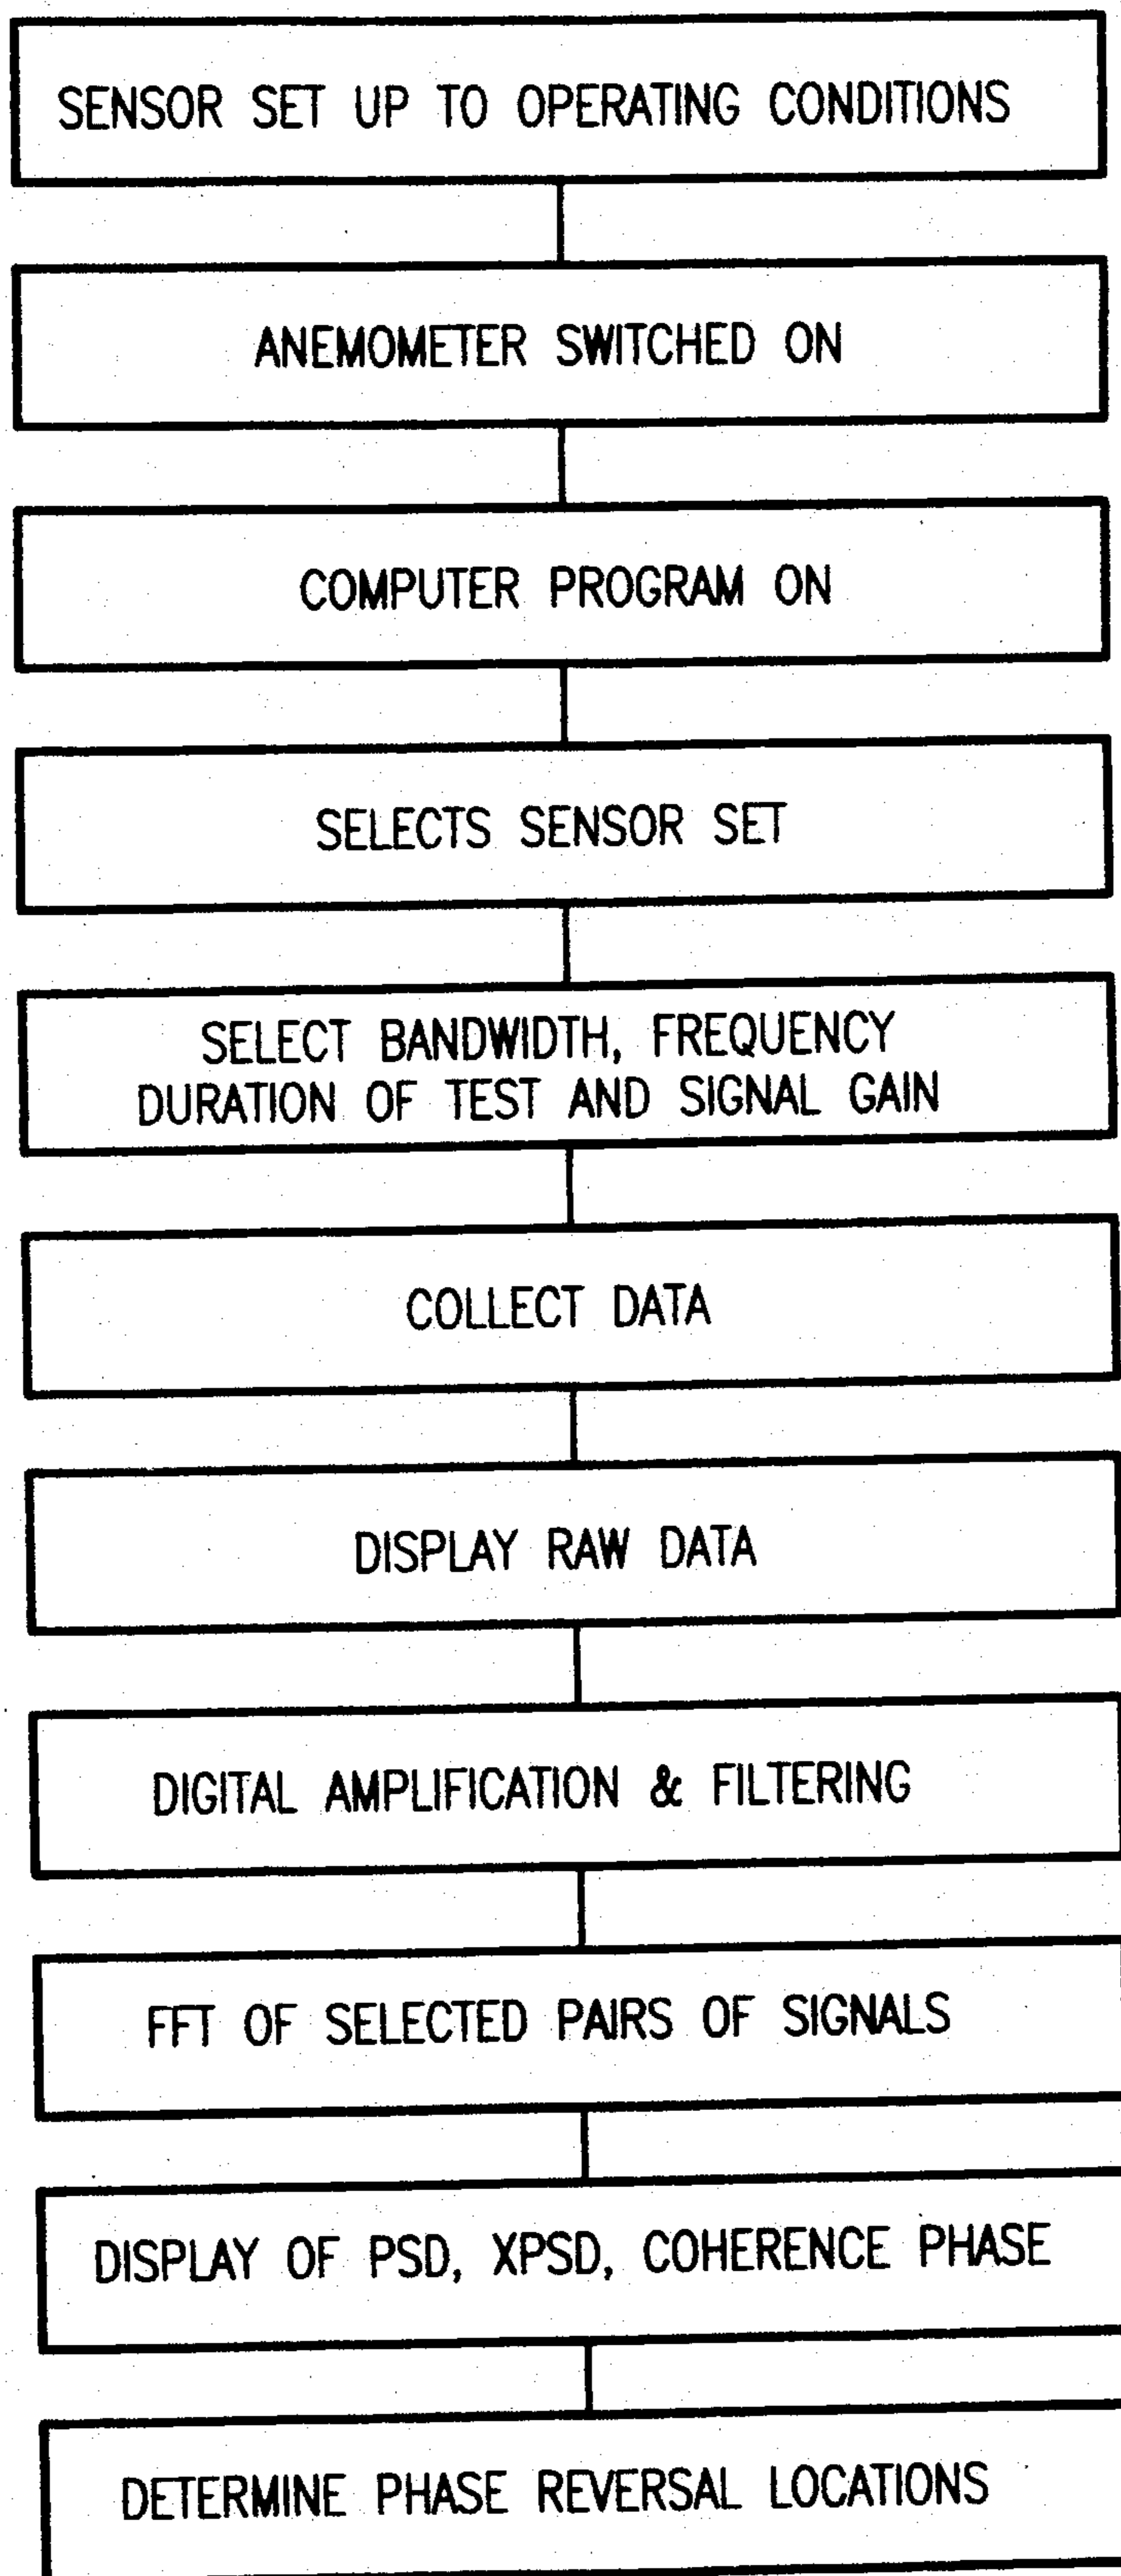 SENSOR SET UP TO OPERATING CONDITIONS
ANEMOMETER SWITCHED ON
COMPUTER PROGRAM ON
SELECTS SENSOR SET
SELECT BANDWIDTH, FREQUENCY
DURATION OF TEST AND SIGNAL GAIN
COLLECT DATA
DISPLAY RAW DATA
DIGITAL AMPLIFICATION & FILTERING
FFT OF SELECTED PAIRS OF SIGNALS
DISPLAY OF PSD, XPSD, COHERENCE PHASE
DETERMINE PHASE REVERSAL LOCATIONS